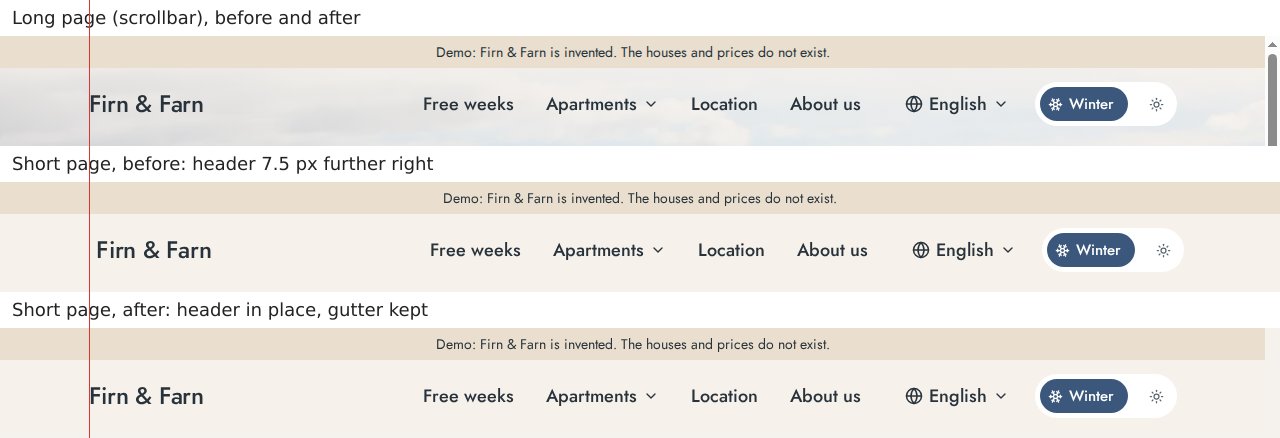 Long page (scrollbar), before and after
Demo: Firn & Farn is invented. The houses and prices do not exist.
Firn & Farn Free weeks Apartments Location About us English Winter
Short page, before: header 7.5 px further right
Demo: Firn & Farn is invented. The houses and prices do not exist.
Firn & Farn Free weeks Apartments Location About us English Winter
Short page, after: header in place, gutter kept
Demo: Firn & Farn is invented. The houses and prices do not exist.
Firn & Farn Free weeks Apartments Location About us English Winter